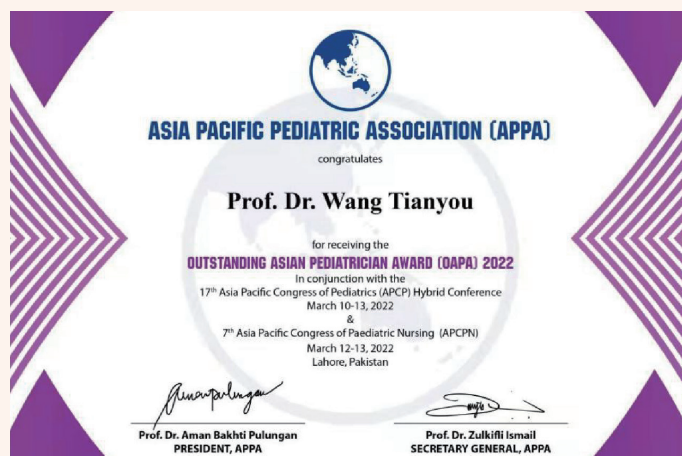 ASIA PACIFIC PEDIATRIC ASSOCIATION (APPA)
congratulates
Prof. Dr. Wang Tianyou
for receiving the
OUTSTANDING ASIAN PEDIATRICIAN AWARD (OAPA) 2022
In conjunction with the
17th Asia Pacific Congress of Pediatrics (APCP) Hybrid Conference
March 10-13, 2022
&
7th Asia Pacific Congress of Paediatric Nursing (APCPN)
March 12-13, 2022
Lahore, Pakistan
Prof. Dr. Aman Bakhti Pulungan
PRESIDENT, APPA
Prof. Dr. Zulkifli Ismail
SECRETARY GENERAL, APPA